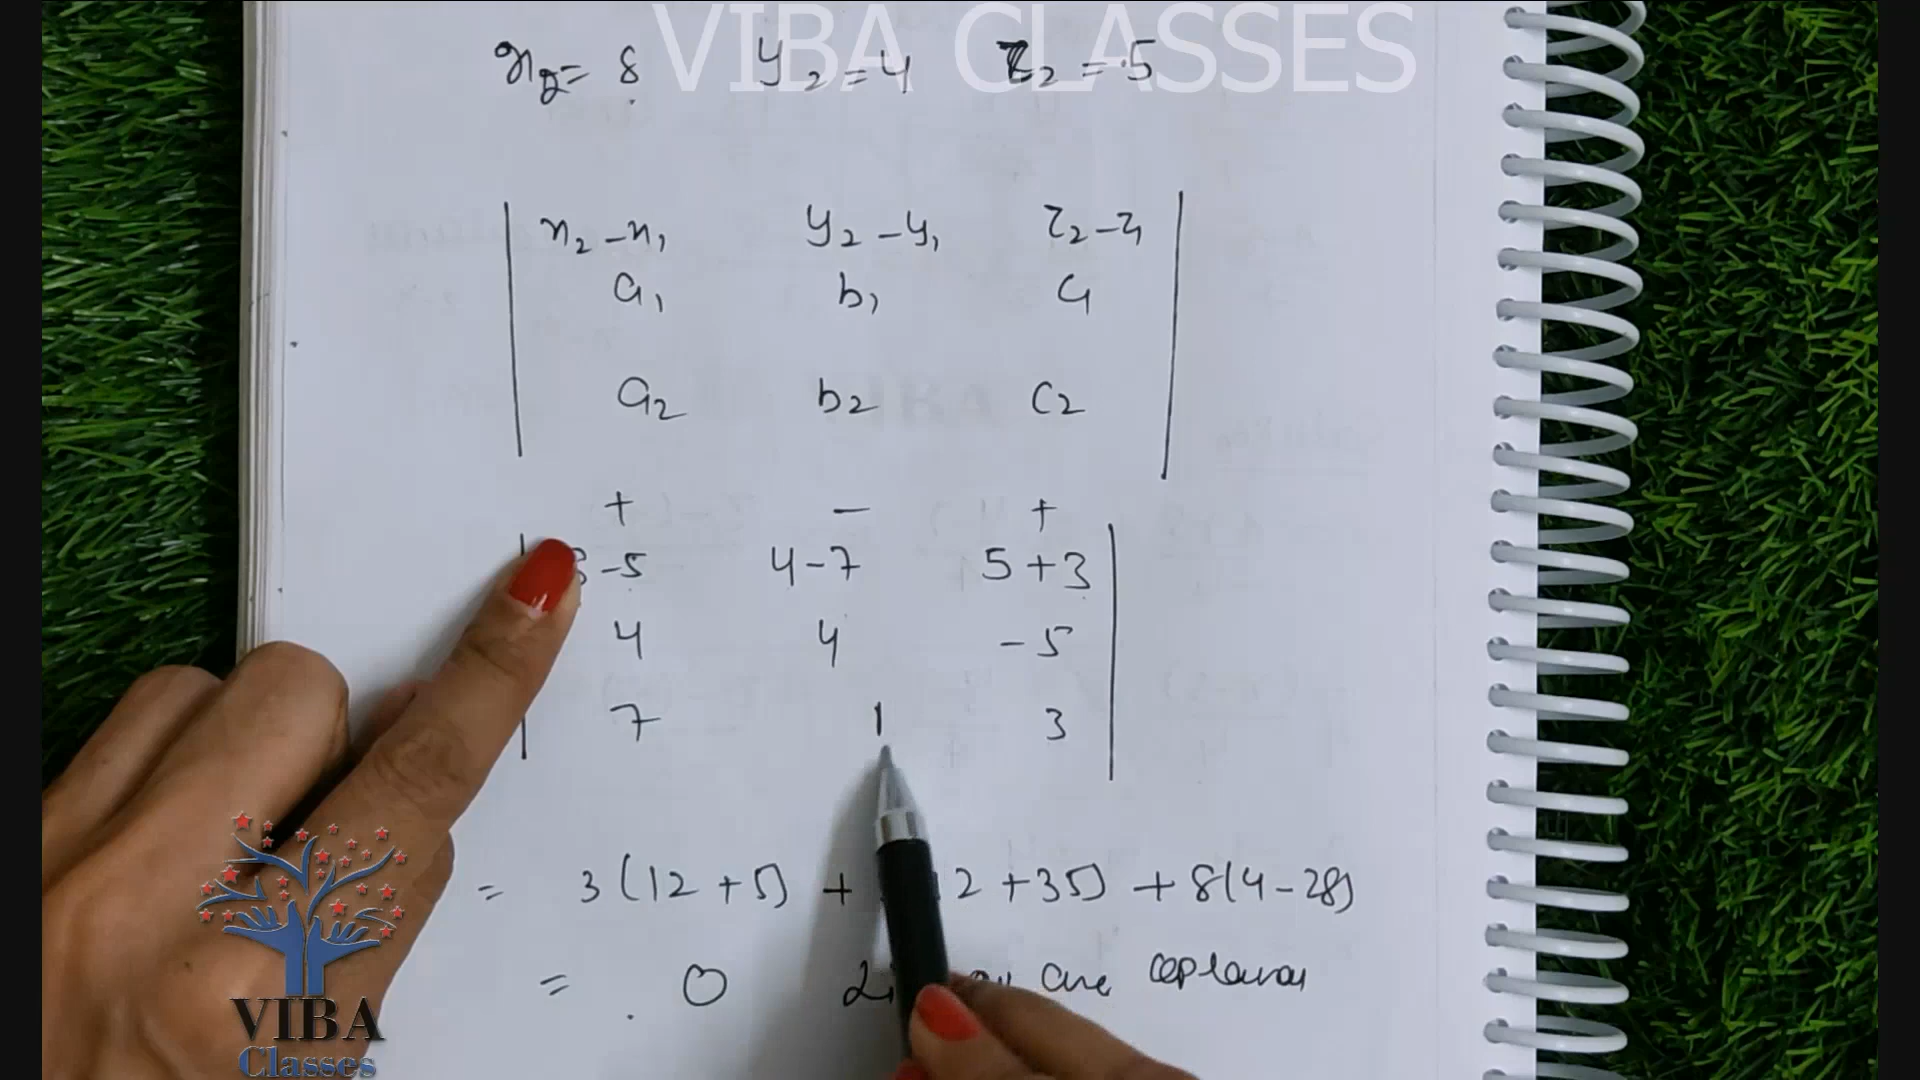 VIBA CLASSES
x₂ = 8 y₂ = 4 z₂ = 5
x₂ - x₁ y₂ - y₁ z₂ - z₁
a₁ b₁ c₁
a₂ b₂ c₂
+ - +
8-5 4-7 5+3
4 4 -5
7 1 3
= 3(12+5) + 2+35) + 8(4-28)
= 0 are
VIBA
Classes